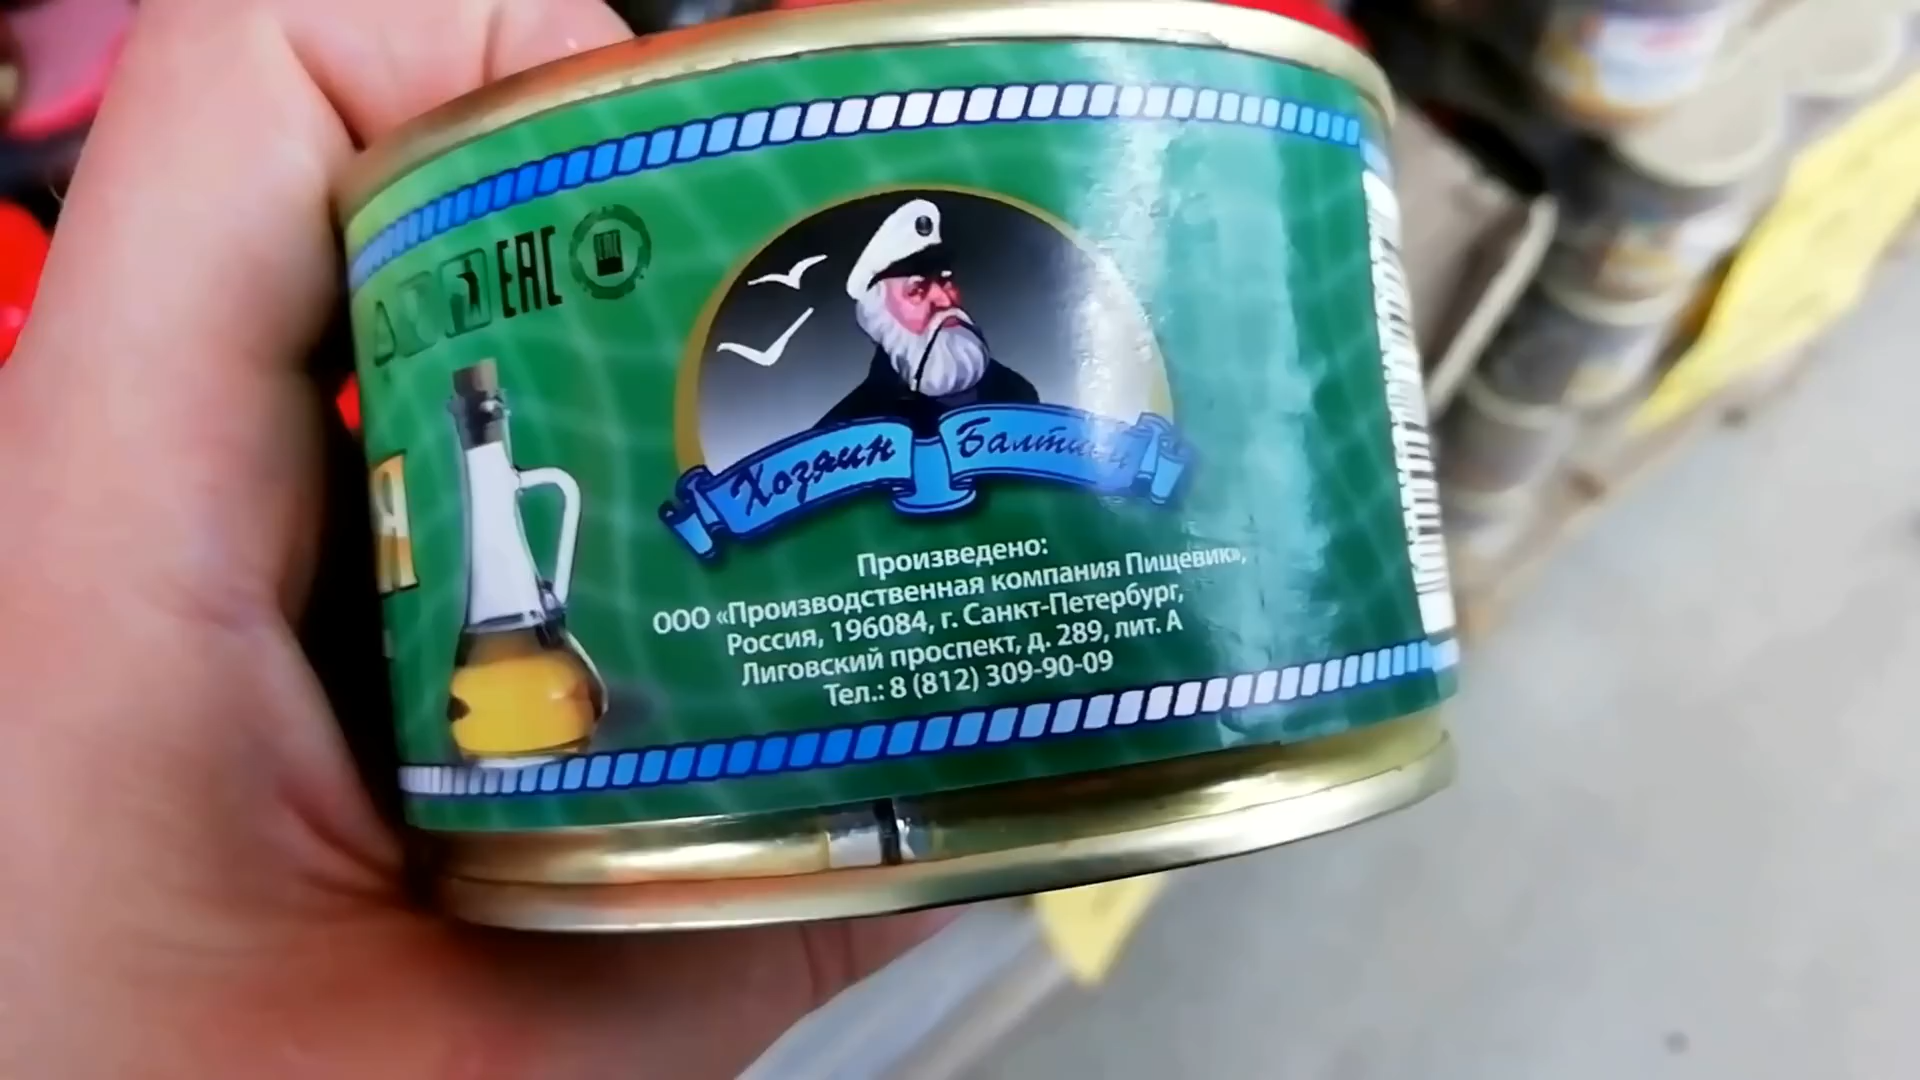 EAC
Хозяин Балтики
Я
Произведено:
ООО «Производственная компания Пищевик»,
Россия, 196084, г. Санкт-Петербург,
Лиговский проспект, д. 289, лит. А
Тел.: 8 (812) 309-90-09